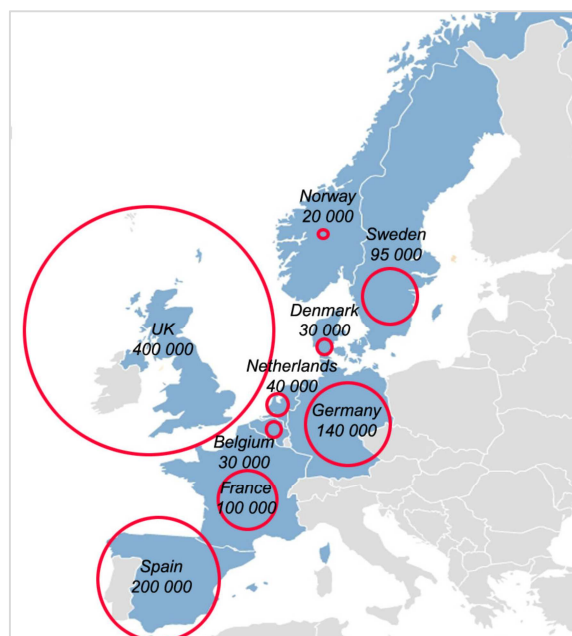 Norway
20 000
Sweden
95 000
Denmark
30 000
UK
400 000
Netherlands
40 000
Germany
140 000
Belgium
30 000
France
100 000
Spain
200 000